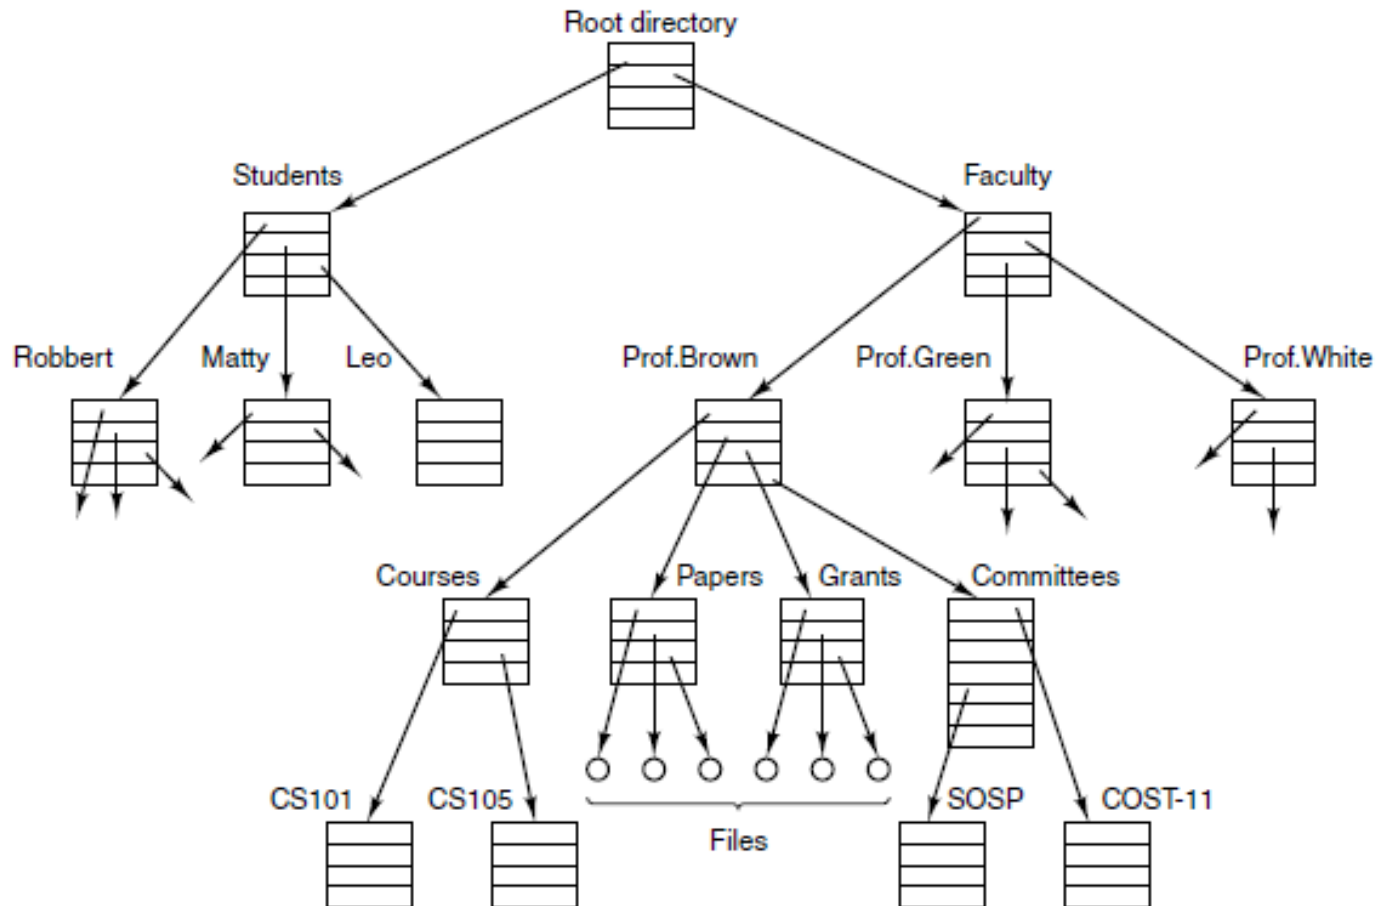 Root directory
Students
Faculty
Robbert
Matty
Leo
Prof.Brown
Prof.Green
Prof.White
Courses
Papers
Grants
Committees
CS101
CS105
SOSP
COST-11
Files